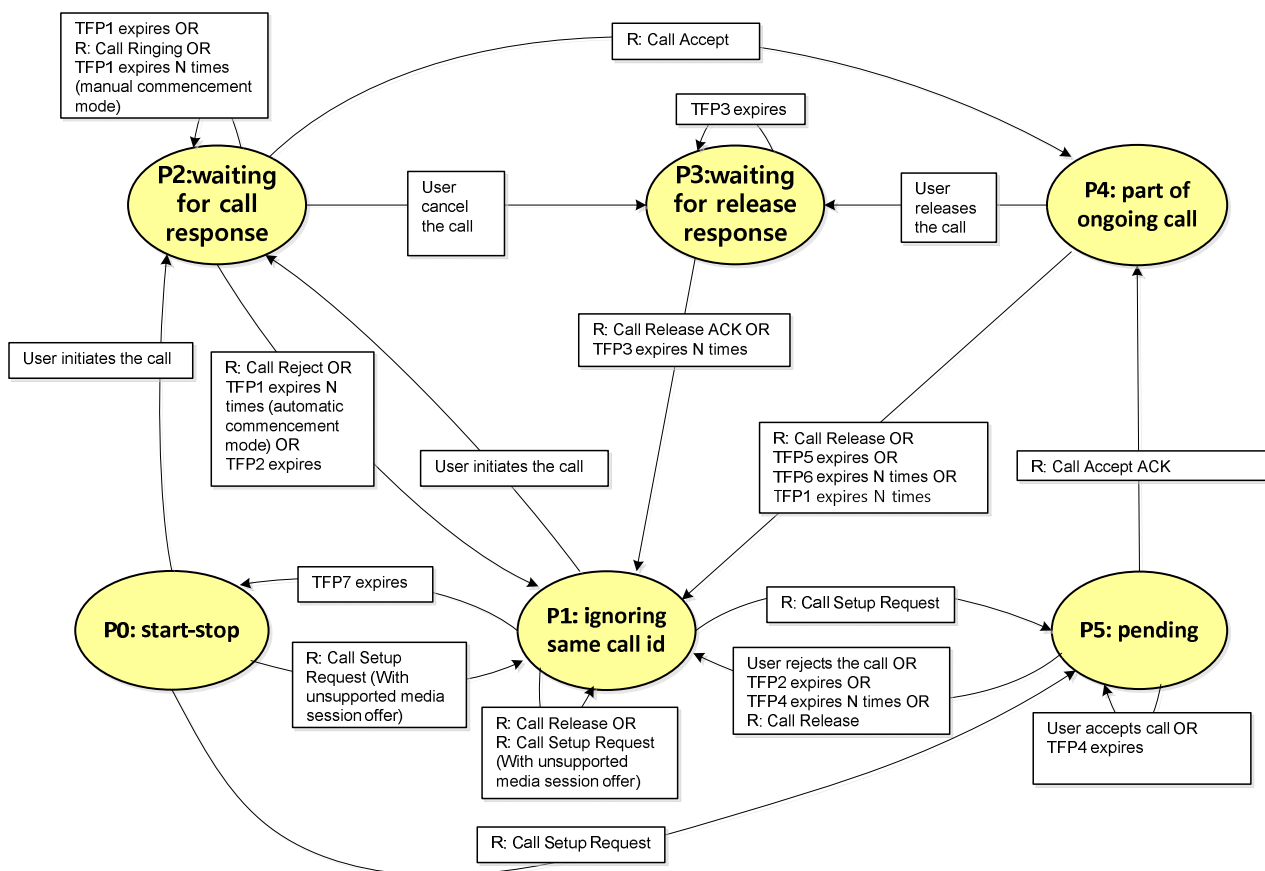 TFP1 expires OR
R: Call Ringing OR
TFP1 expires N times
(manual commencement
mode)
R: Call Accept
TFP3 expires
P2:waiting
for call
response
User
cancel
the call
P3:waiting
for release
response
User
releases
the call
P4: part of
ongoing call
User initiates the call
R: Call Reject OR
TFP1 expires N
times (automatic
commencement
mode) OR
TFP2 expires
R: Call Release ACK OR
TFP3 expires N times
User initiates the call
R: Call Release OR
TFP5 expires OR
TFP6 expires N times OR
TFP1 expires N times
R: Call Accept ACK
P0: start-stop
TFP7 expires
R: Call Setup
Request (With
unsupported media
session offer)
P1: ignoring
same call id
R: Call Setup Request
P5: pending
User rejects the call OR
TFP2 expires OR
TFP4 expires N times OR
R: Call Release
R: Call Release OR
R: Call Setup Request
(With unsupported
media session offer)
User accepts call OR
TFP4 expires
R: Call Setup Request